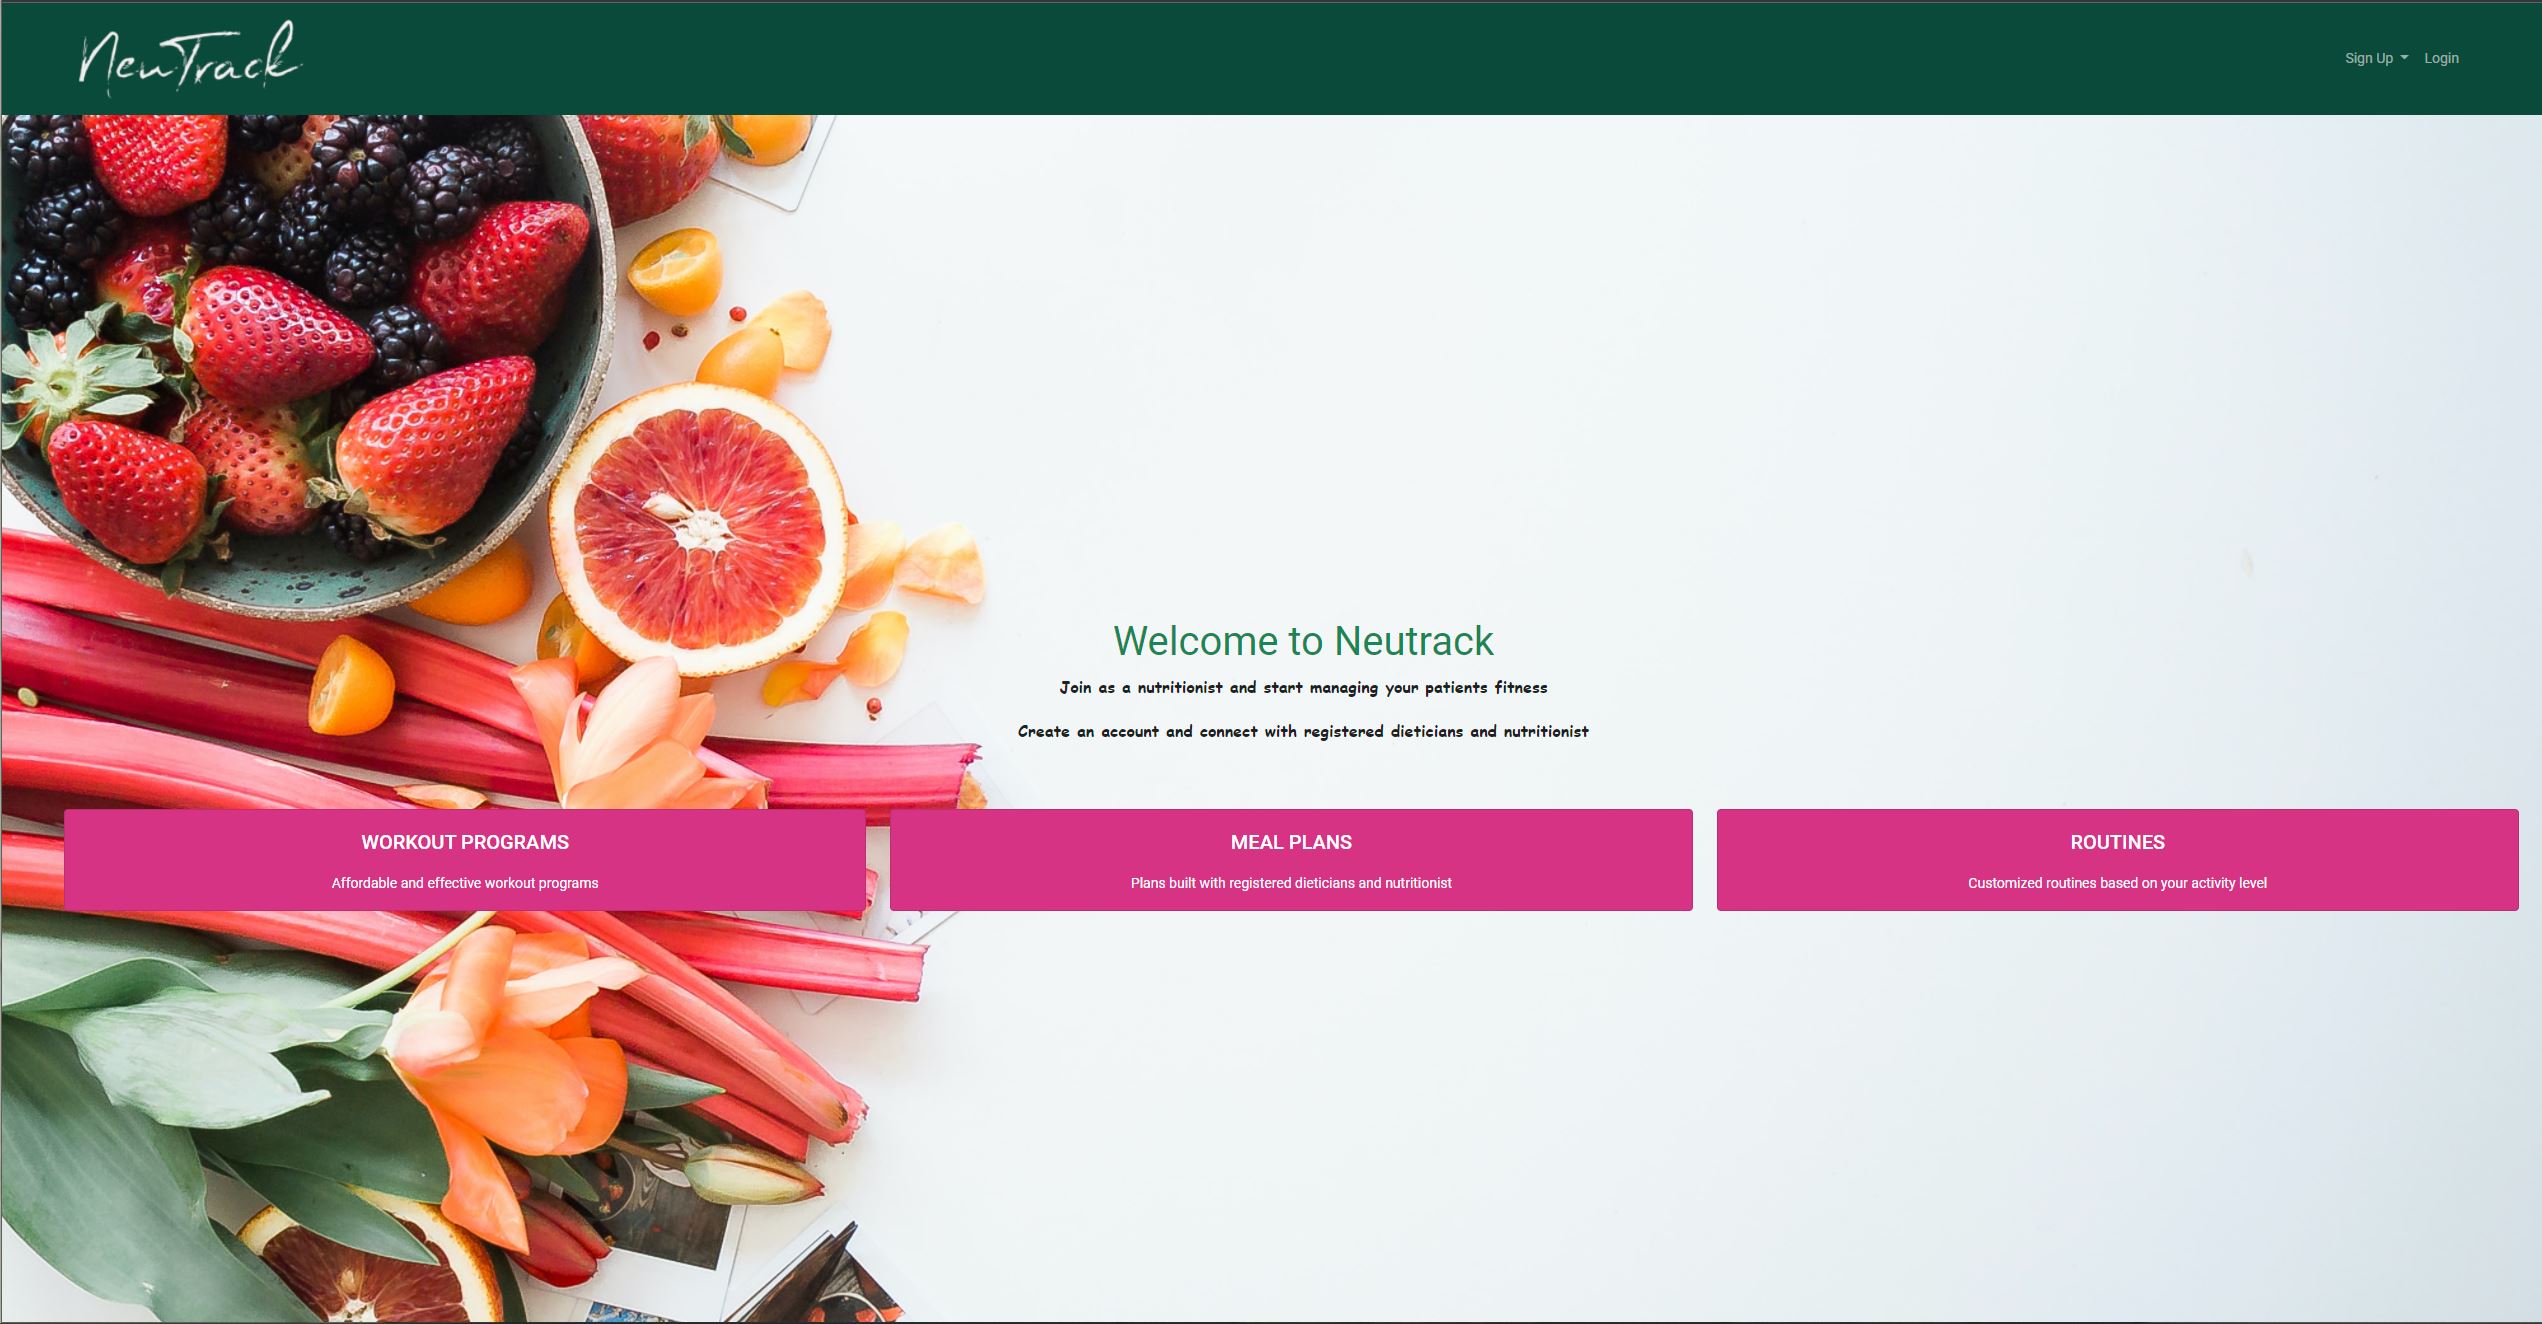 NeuTrack
Sign Up Login
Welcome to Neutrack
Join as a nutritionist and start managing your patients fitness
Create an account and connect with registered dieticians and nutritionist
WORKOUT PROGRAMS
Affordable and effective workout programs
MEAL PLANS
Plans built with registered dieticians and nutritionist
ROUTINES
Customized routines based on your activity level